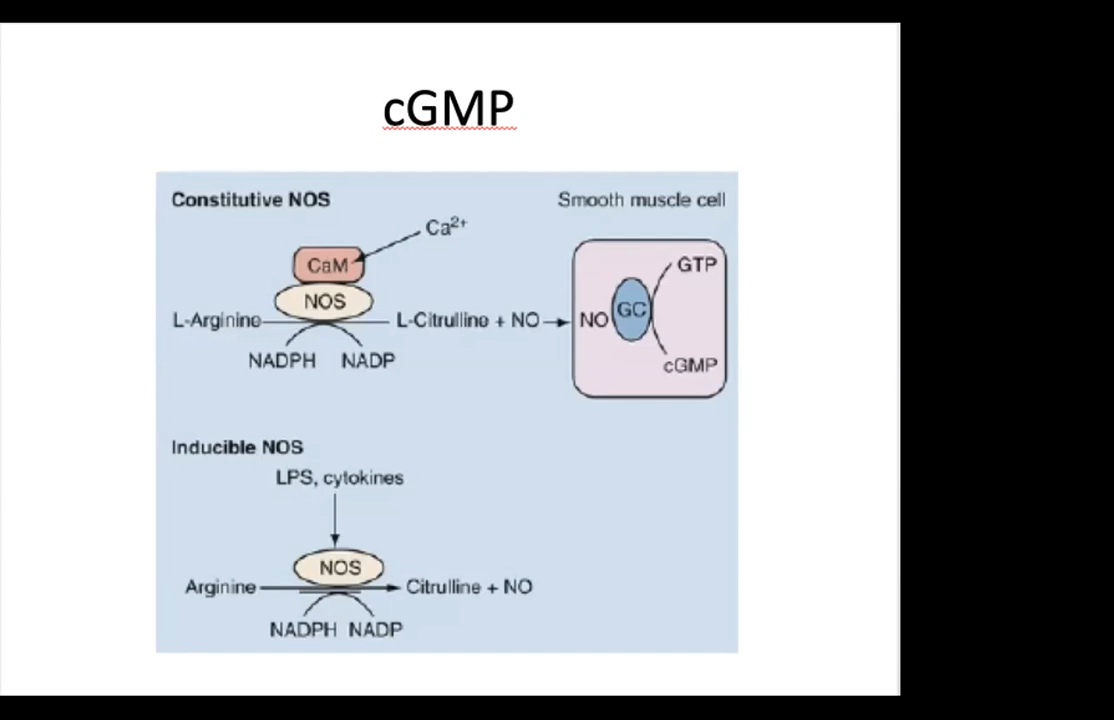 cGMP
Constitutive NOS
Smooth muscle cell
Ca2+
CaM
NOS
L-Arginine
L-Citrulline + NO
NADPH
NADP
NO
GC
GTP
cGMP
Inducible NOS
LPS, cytokines
NOS
Arginine
Citrulline + NO
NADPH
NADP